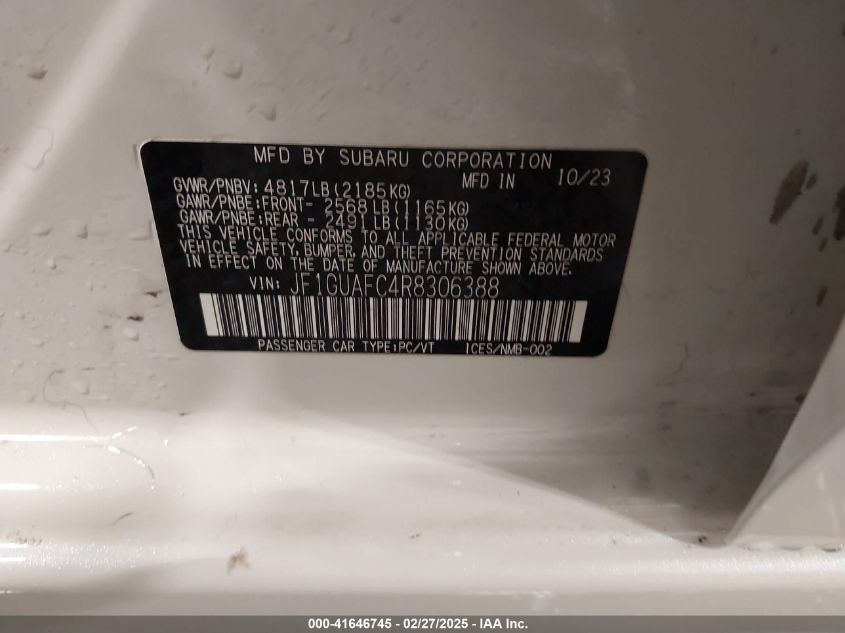 MFD BY SUBARU CORPORATION
MFD IN 10/23
GVWR/PNBV: 4817LB(2185KG)
GAWR/PNBE:FRONT- 2568LB(1165KG)
GAWR/PNBE:REAR - 2491LB(1130KG)
THIS VEHICLE CONFORMS TO ALL APPLICABLE FEDERAL MOTOR
VEHICLE SAFETY, BUMPER, AND THEFT PREVENTION STANDARDS
IN EFFECT ON THE DATE OF MANUFACTURE SHOWN ABOVE.
VIN: JF1GUAFC4R8306388
PASSENGER CAR TYPE:PC/VT ICES/NMB-002
000-41646745 - 02/27/2025 - IAA Inc.